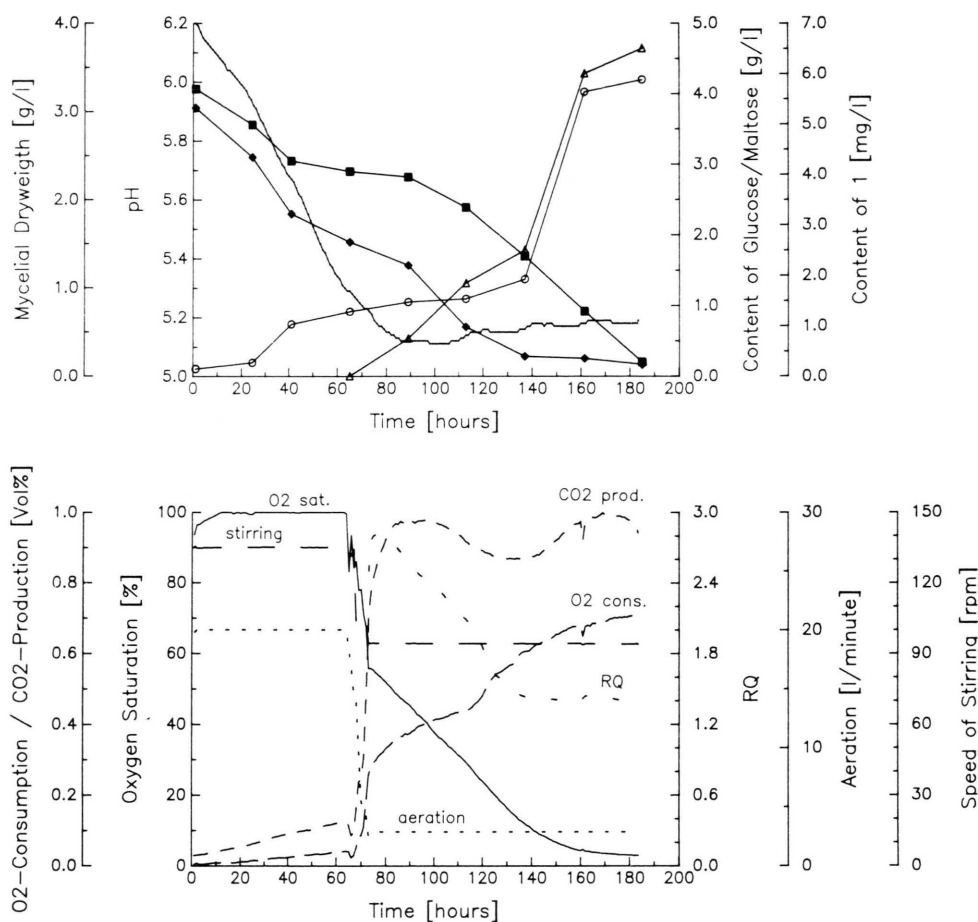 Mycelial Dryweigth [g/l]
4.0
3.0
2.0
1.0
0.0
pH
6.2
6.0
5.8
5.6
5.4
5.2
5.0
0 20 40 60 80 100 120 140 160 180 200
Time [hours]
5.0
4.0
3.0
2.0
1.0
0.0
Content of Glucose/Maltose [g/l]
7.0
6.0
5.0
4.0
3.0
2.0
1.0
0.0
Content of 1 [mg/l]
O2-Consumption / CO2-Production [Vol%]
1.0
0.8
0.6
0.4
0.2
0.0
Oxygen Saturation [%]
100
80
60
40
20
0
O2 sat.
stirring
CO2 prod.
O2 cons.
RQ
aeration
0 20 40 60 80 100 120 140 160 180 200
Time [hours]
3.0
2.4
1.8
1.2
0.6
0.0
RQ
30
20
10
0
Aeration [l/minute]
150
120
90
60
30
0
Speed of Stirring [rpm]